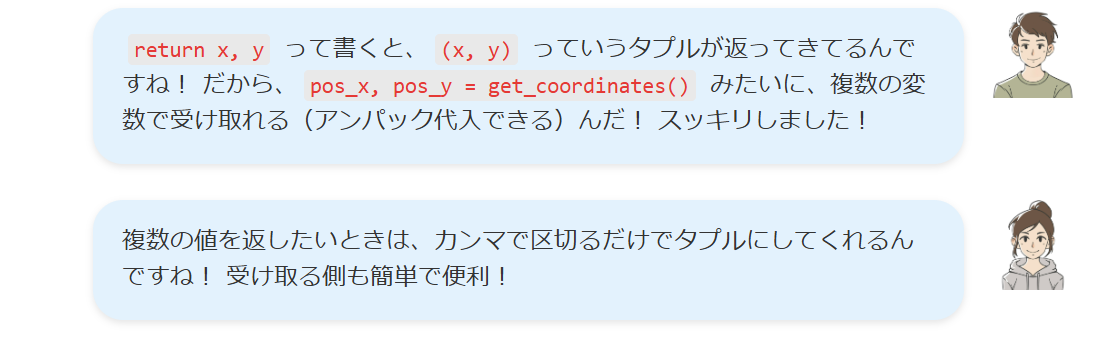 return x, y って書くと、 (x, y) っていうタプルが返ってきてるんで
すね！ だから、 pos_x, pos_y = get_coordinates() みたいに、複数の変
数で受け取れる（アンパック代入できる）んだ！ スッキリしました！
複数の値を返したいときは、カンマで区切るだけでタプルにしてくれるん
ですね！ 受け取る側も簡単で便利！